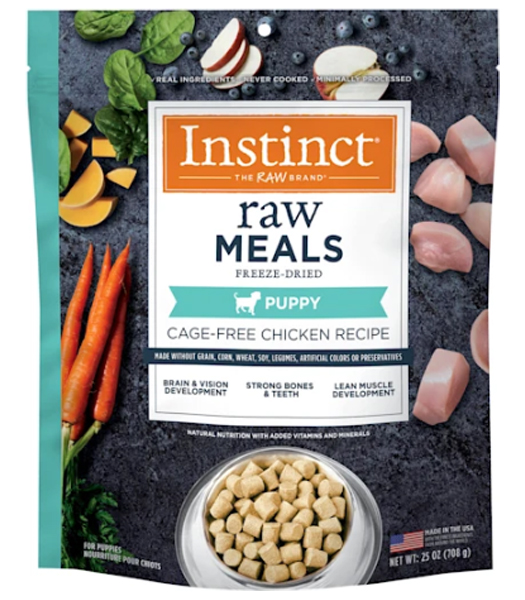 REAL INGREDIENTS • NEVER COOKED • MINIMALLY PROCESSED
Instinct®
THE RAW BRAND®
raw
MEALS
FREEZE-DRIED
PUPPY
CAGE-FREE CHICKEN RECIPE
MADE WITHOUT GRAIN, CORN, WHEAT, SOY, LEGUMES, ARTIFICIAL COLORS OR PRESERVATIVES
BRAIN & VISION
DEVELOPMENT
STRONG BONES
& TEETH
LEAN MUSCLE
DEVELOPMENT
NATURAL NUTRITION WITH ADDED VITAMINS AND MINERALS
FOR PUPPIES
NOURRITURE POUR CHIOTS
MADE IN THE USA
NET WT: 25 OZ (708 g)